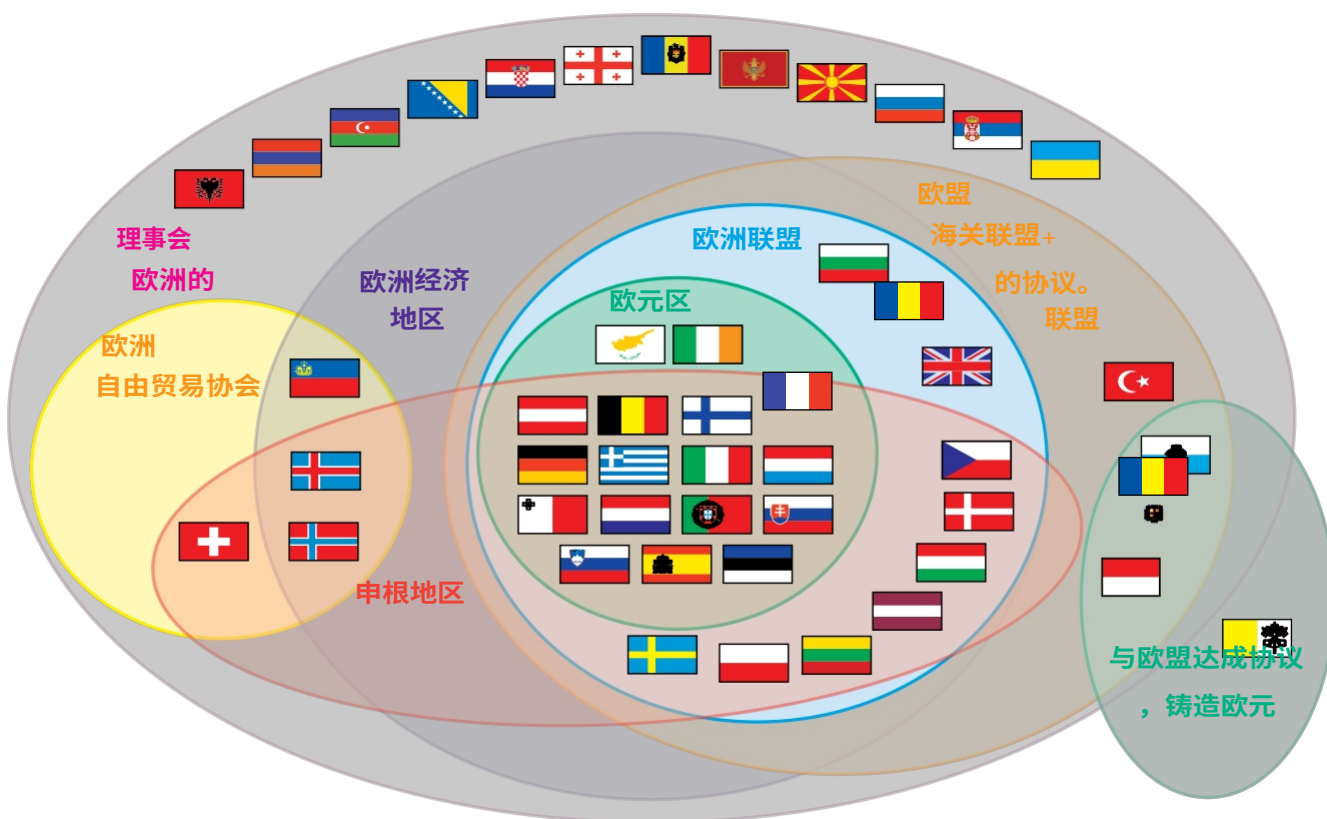 理事会
欧洲的
欧洲
自由贸易协会
欧洲经济
地区
欧洲联盟
欧元区
欧盟
海关联盟+
的协议。
联盟
申根地区
与欧盟达成协议
，铸造欧元